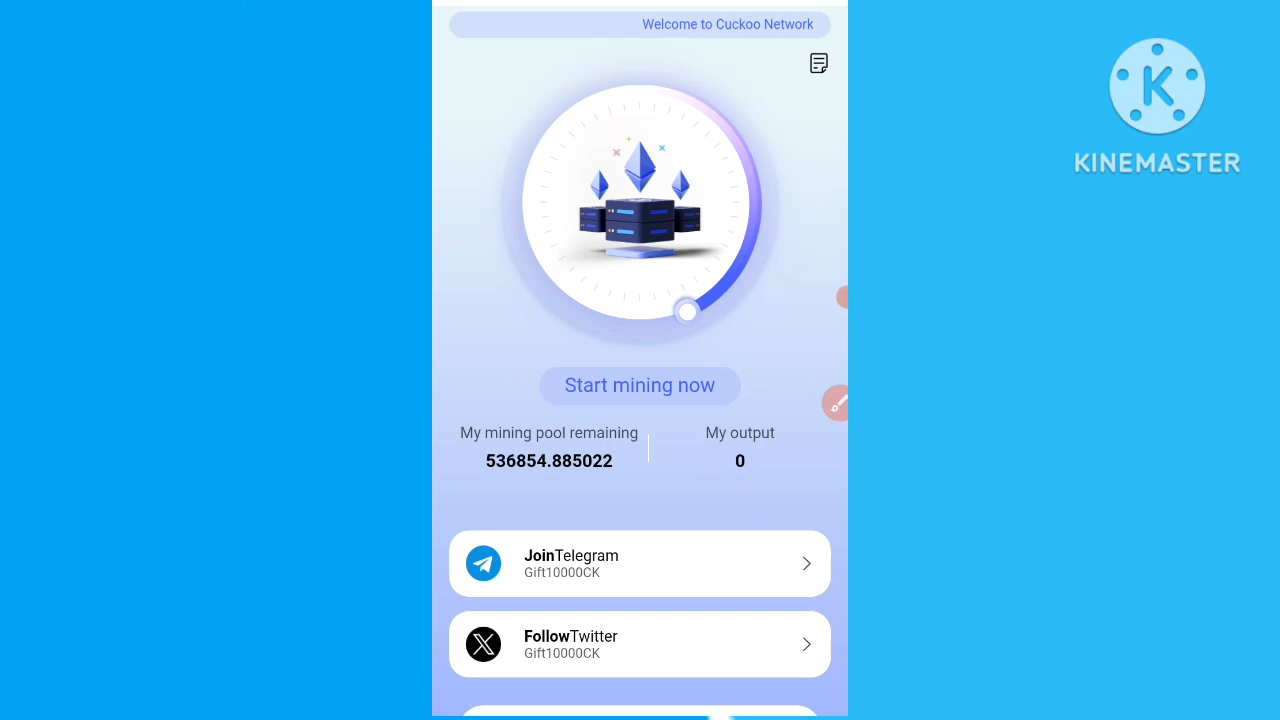 Welcome to Cuckoo Network
KINEMASTER
Start mining now
My mining pool remaining
My output
536854.885022
0
JoinTelegram
Gift10000CK
FollowTwitter
Gift10000CK